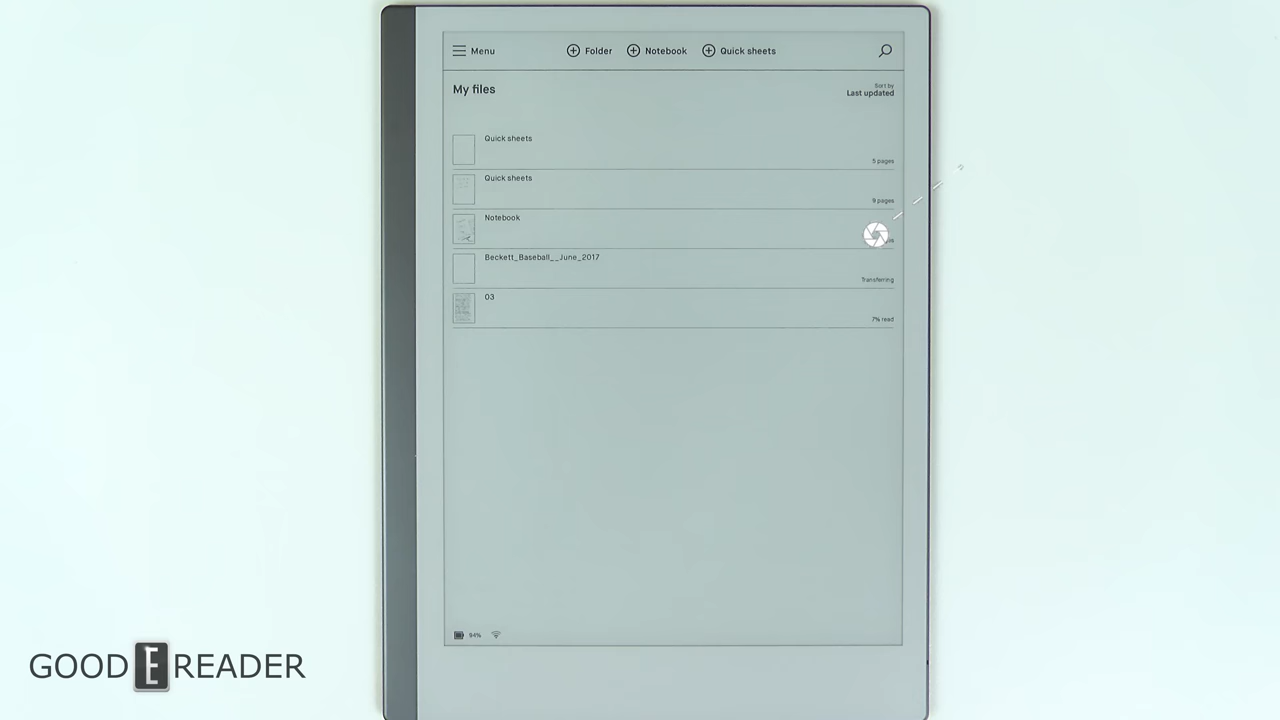 Menu
Folder
Notebook
Quick sheets
My files
Sort by
Last updated
Quick sheets
5 pages
Quick sheets
9 pages
Notebook
Beckett_Baseball__June_2017
Transferring
03
7% read
94%
GOOD E READER